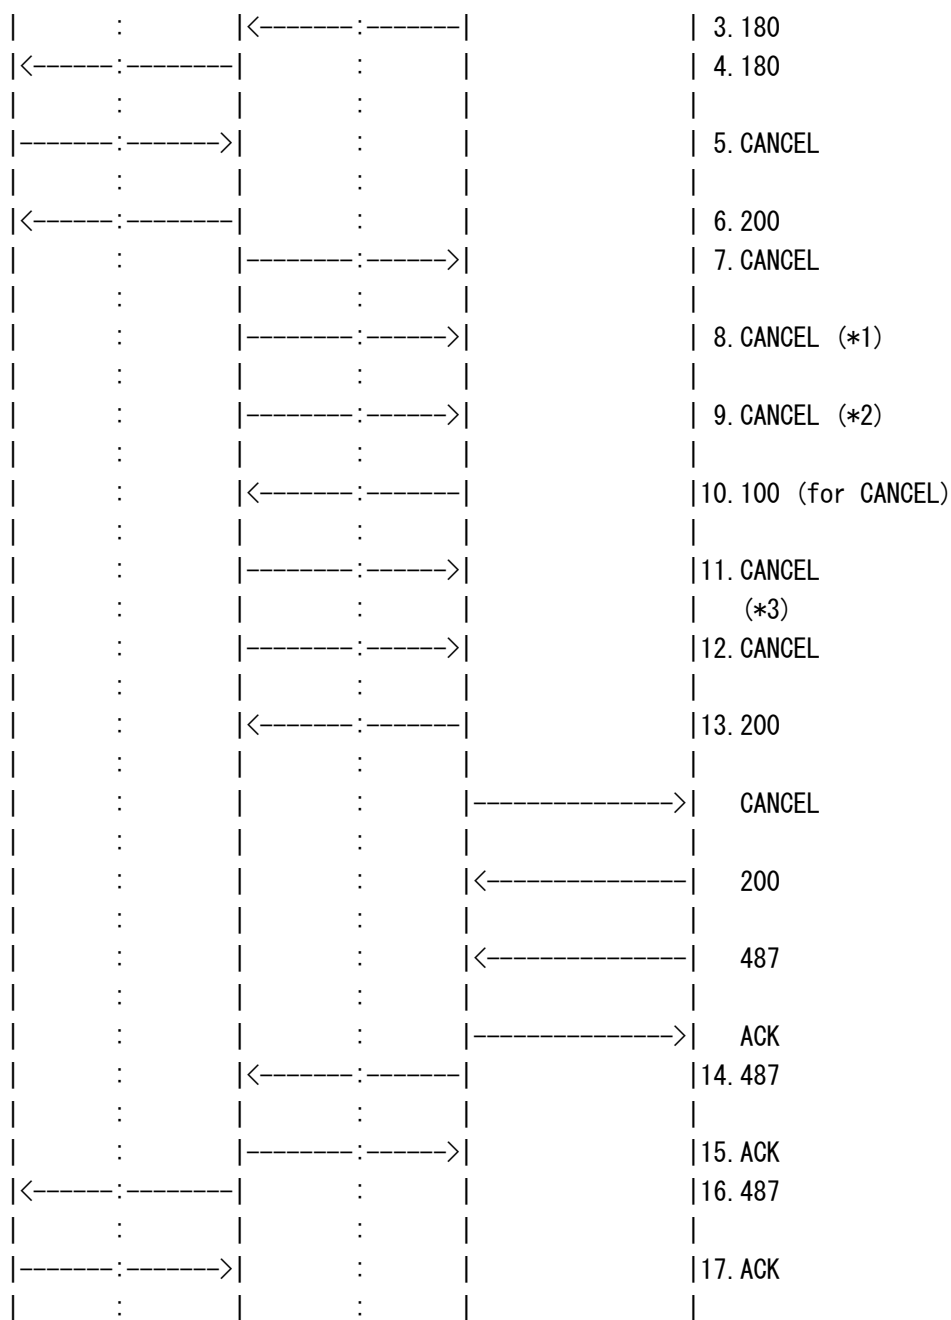 3.180
4.180
5.CANCEL
6.200
7.CANCEL
8.CANCEL (*1)
9.CANCEL (*2)
10.100 (for CANCEL)
11.CANCEL
(*3)
12.CANCEL
13.200
CANCEL
200
487
ACK
14.487
15.ACK
16.487
17.ACK